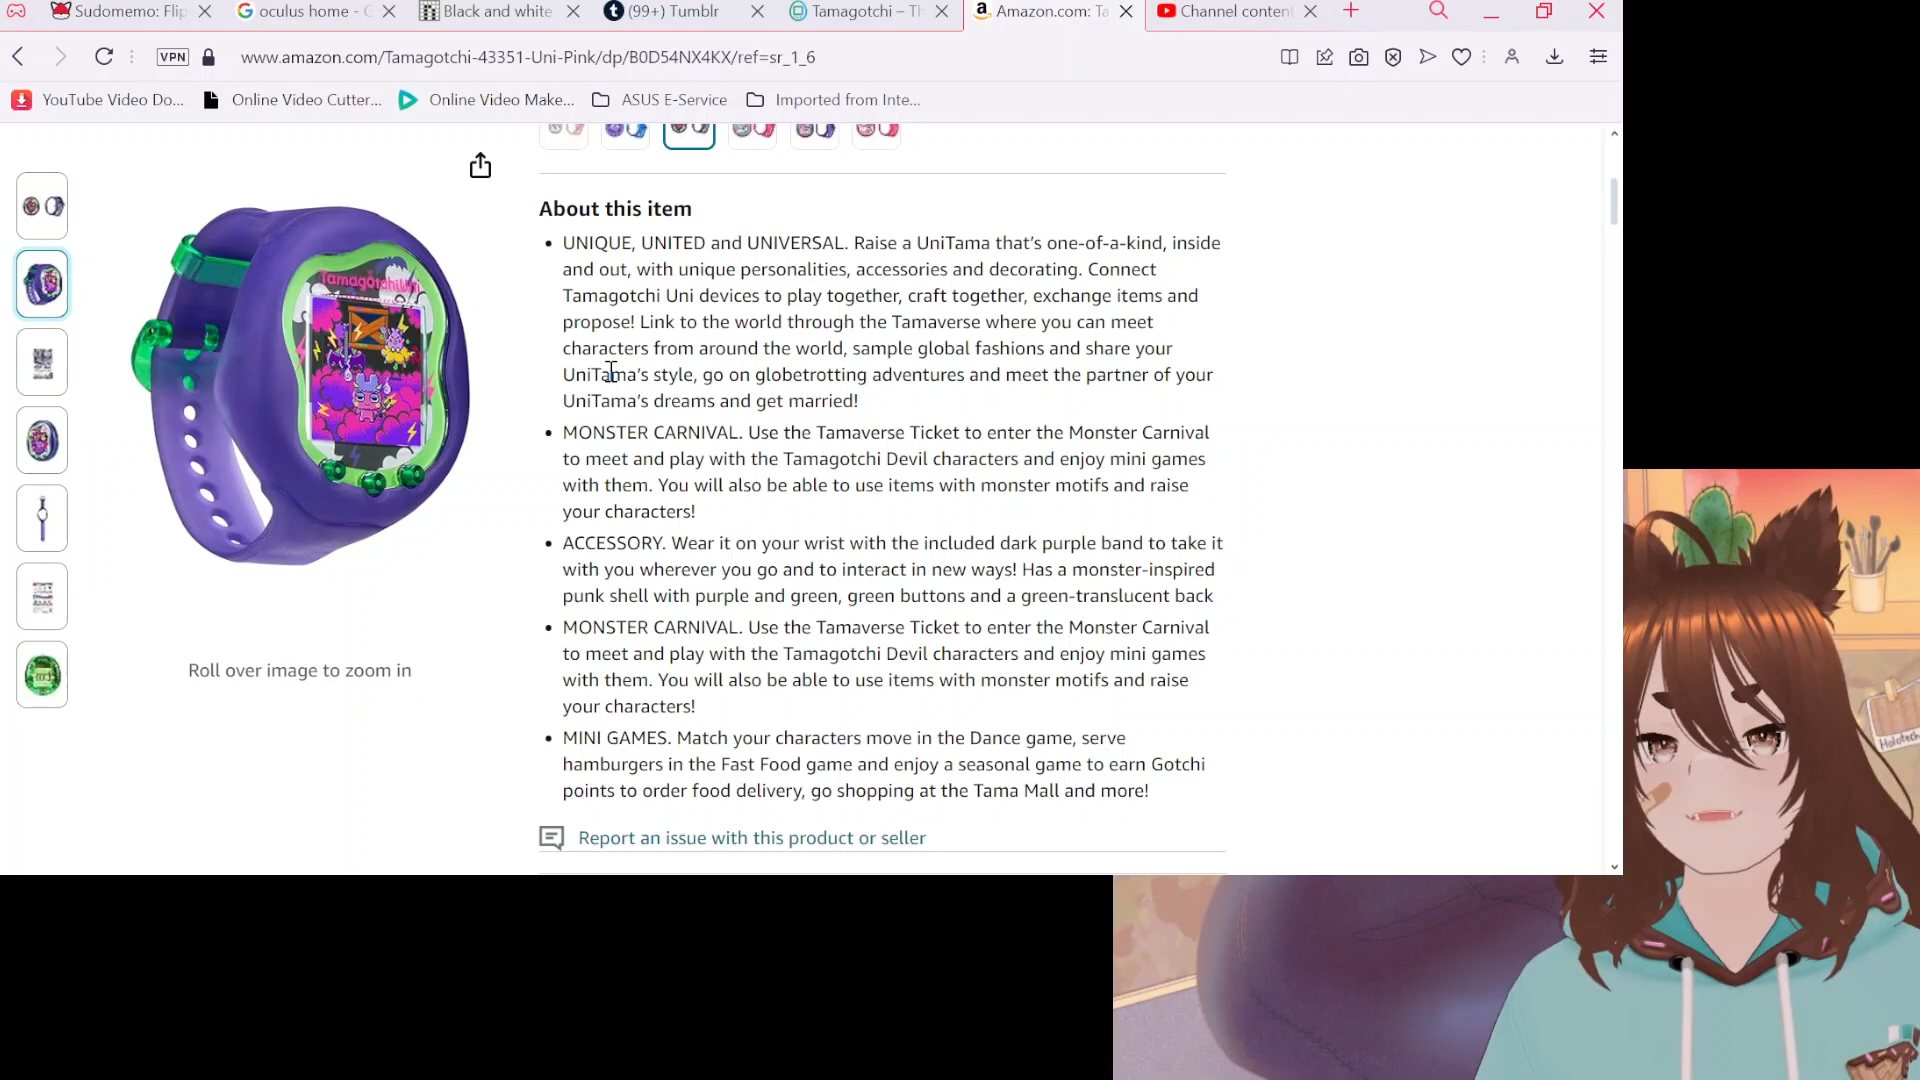 Sudomemo: Flip
oculus home - G
Black and white
(99+) Tumblr
Tamagotchi – Th
Amazon.com: Ta
Channel content
VPN
www.amazon.com/Tamagotchi-43351-Uni-Pink/dp/B0D54NX4KX/ref=sr_1_6
YouTube Video Do...
Online Video Cutter...
Online Video Make...
ASUS E-Service
Imported from Inte...
About this item
• UNIQUE, UNITED and UNIVERSAL. Raise a UniTama that's one-of-a-kind, inside
and out, with unique personalities, accessories and decorating. Connect
Tamagotchi Uni devices to play together, craft together, exchange items and
propose! Link to the world through the Tamaverse where you can meet
characters from around the world, sample global fashions and share your
UniTama's style, go on globetrotting adventures and meet the partner of your
UniTama's dreams and get married!
• MONSTER CARNIVAL. Use the Tamaverse Ticket to enter the Monster Carnival
to meet and play with the Tamagotchi Devil characters and enjoy mini games
with them. You will also be able to use items with monster motifs and raise
your characters!
• ACCESSORY. Wear it on your wrist with the included dark purple band to take it
with you wherever you go and to interact in new ways! Has a monster-inspired
punk shell with purple and green, green buttons and a green-translucent back
• MONSTER CARNIVAL. Use the Tamaverse Ticket to enter the Monster Carnival
to meet and play with the Tamagotchi Devil characters and enjoy mini games
with them. You will also be able to use items with monster motifs and raise
your characters!
• MINI GAMES. Match your characters move in the Dance game, serve
hamburgers in the Fast Food game and enjoy a seasonal game to earn Gotchi
points to order food delivery, go shopping at the Tama Mall and more!
Report an issue with this product or seller
Tamagotchi Uni
Roll over image to zoom in